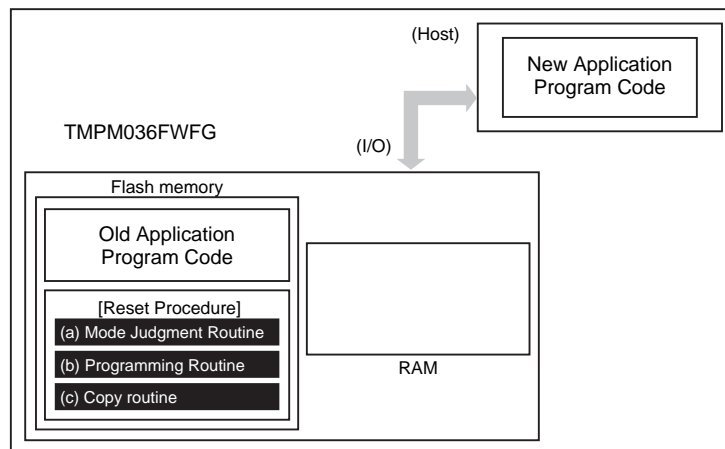 (Host)
New Application
Program Code
TMPM036FWFG
(I/O)
Flash memory
Old Application
Program Code
[Reset Procedure]
(a) Mode Judgment Routine
(b) Programming Routine
(c) Copy routine
RAM